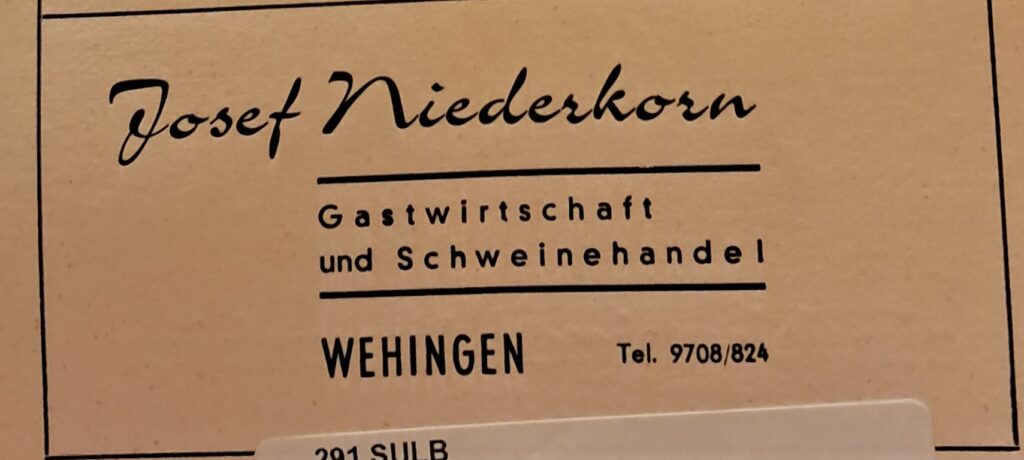 Josef Niederkorn
Gastwirtschaft
und Schweinehandel
WEHINGEN Tel. 9708/824
291 SULB